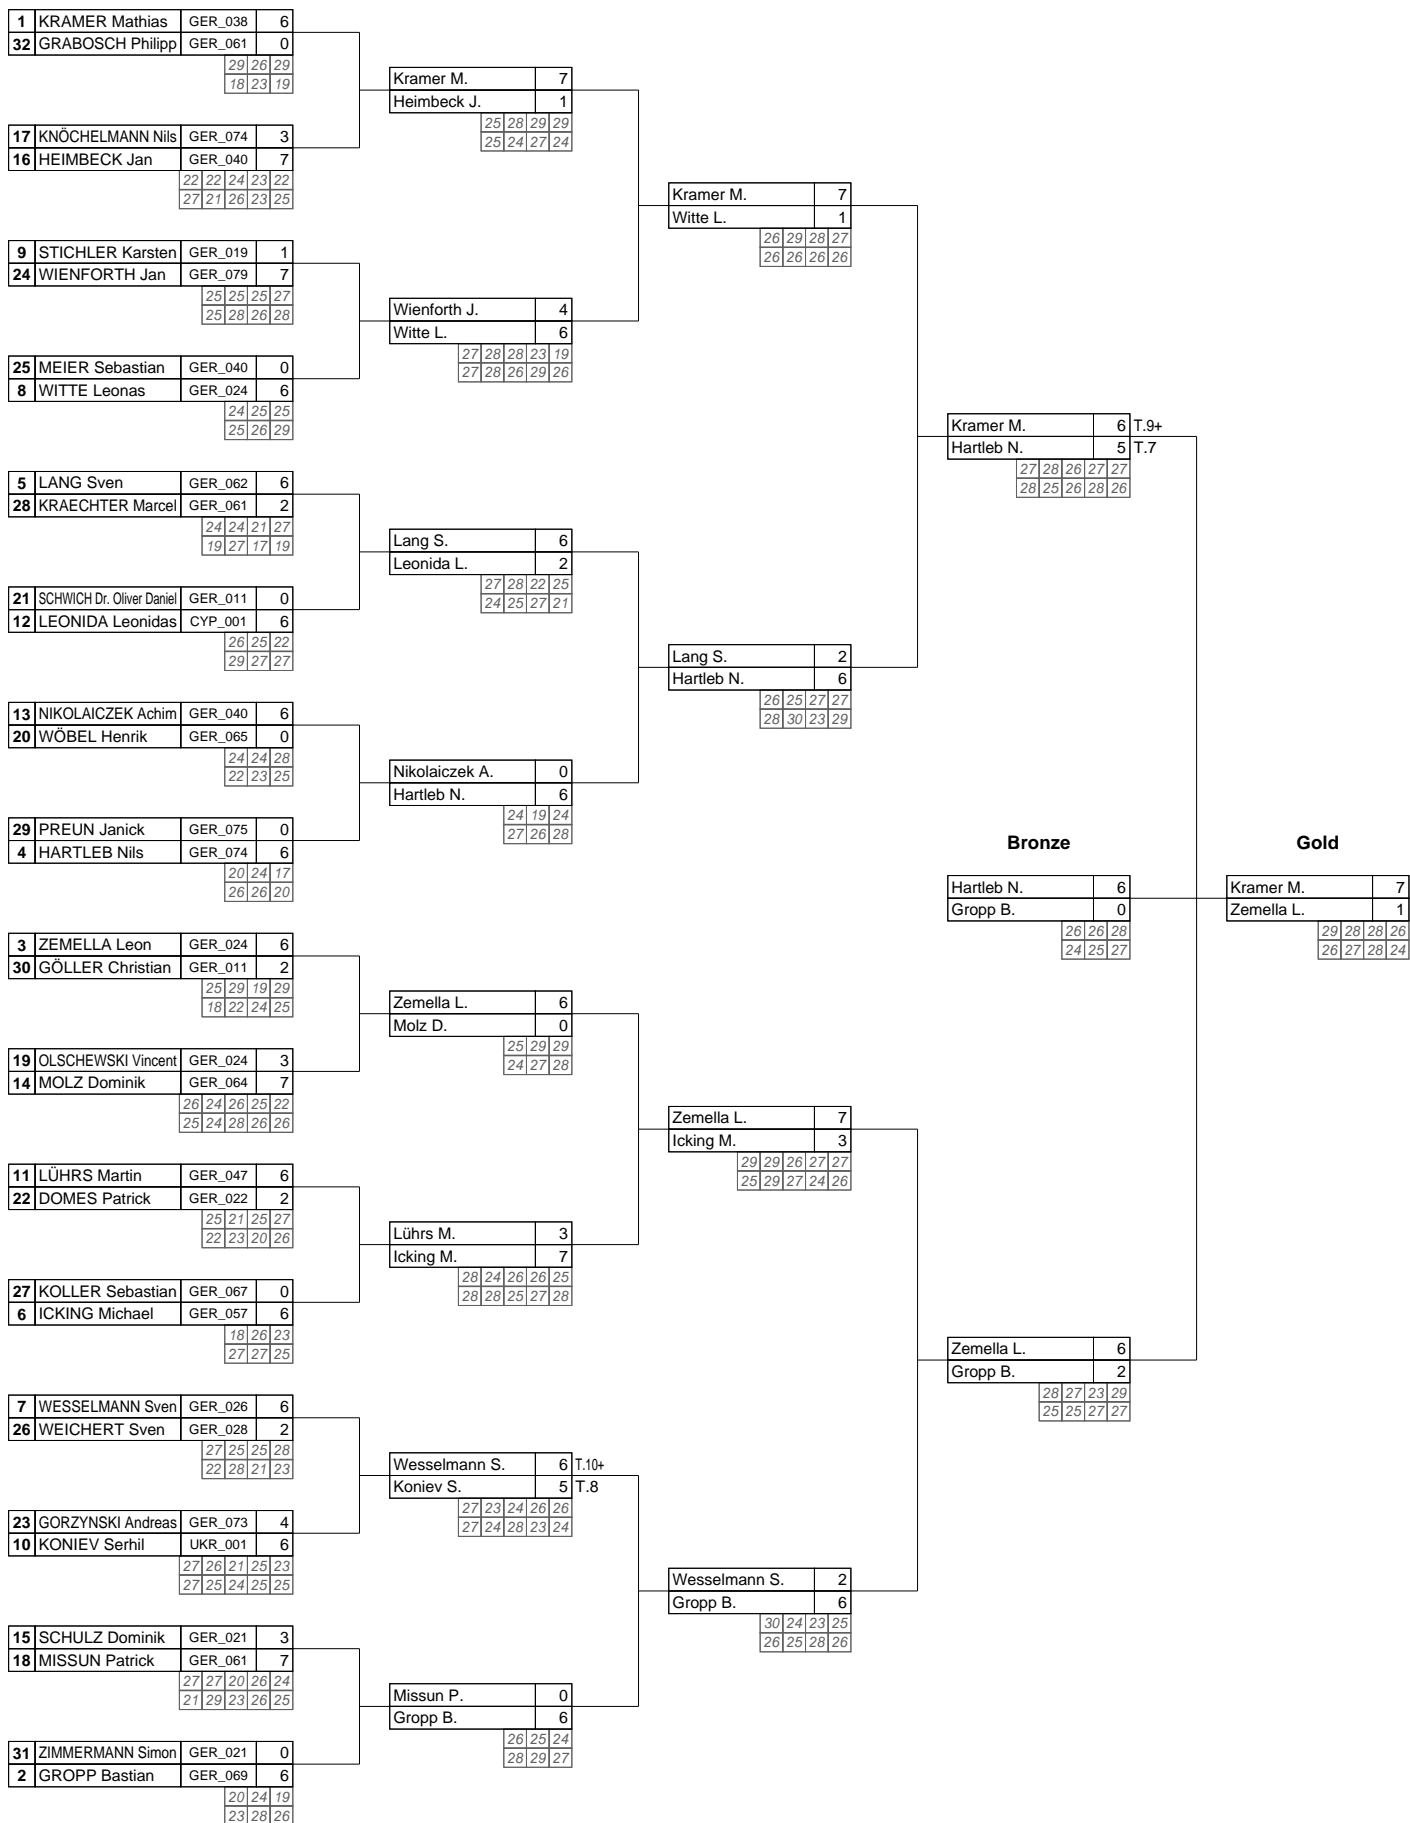 1 KRAMER Mathias GER_038 6
32 GRABOSCH Philipp GER_061 0
29 26 29
18 23 19
17 KNÖCHELMANN Nils GER_074 3
16 HEIMBECK Jan GER_040 7
22 22 24 23 22
27 21 26 23 25
9 STICHLER Karsten GER_019 1
24 WIENFORTH Jan GER_079 7
25 25 25 27
25 28 26 28
25 MEIER Sebastian GER_040 0
8 WITTE Leonas GER_024 6
24 25 25
25 26 29
5 LANG Sven GER_062 6
28 KRAECHTER Marcel GER_061 2
24 24 21 27
19 27 17 19
21 SCHWICH Dr. Oliver Daniel GER_011 0
12 LEONIDA Leonidas CYP_001 6
26 25 22
29 27 27
13 NIKOLAICZEK Achim GER_040 6
20 WÖBEL Henrik GER_065 0
24 24 28
22 23 25
29 PREUN Janick GER_075 0
4 HARTLEB Nils GER_074 6
20 24 17
26 26 20
3 ZEMELLA Leon GER_024 6
30 GÖLLER Christian GER_011 2
25 29 19 29
18 22 24 25
19 OLSCHEWSKI Vincent GER_024 3
14 MOLZ Dominik GER_064 7
26 24 26 25 22
25 24 28 26 26
11 LÜHRS Martin GER_047 6
22 DOMES Patrick GER_022 2
25 21 25 27
22 23 20 26
27 KOLLER Sebastian GER_067 0
6 ICKING Michael GER_057 6
18 26 23
27 27 25
7 WESSELMANN Sven GER_026 6
26 WEICHERT Sven GER_028 2
27 25 25 28
22 28 21 23
23 GORZYNSKI Andreas GER_073 4
10 KONIEV Serhil UKR_001 6
27 26 21 25 23
27 25 24 25 25
15 SCHULZ Dominik GER_021 3
18 MISSUN Patrick GER_061 7
27 27 20 26 24
21 29 23 26 25
31 ZIMMERMANN Simon GER_021 0
2 GROPP Bastian GER_069 6
20 24 19
23 28 26
Kramer M. 7
Heimbeck J. 1
25 28 29 29
25 24 27 24
Wienforth J. 4
Witte L. 6
27 28 28 23 19
27 28 26 29 26
Lang S. 6
Leonida L. 2
27 28 22 25
24 25 27 21
Nikolaiczek A. 0
Hartleb N. 6
24 19 24
27 26 28
Zemella L. 6
Molz D. 0
25 29 29
24 27 28
Lührs M. 3
Icking M. 7
28 24 26 26 25
28 28 25 27 28
Wesselmann S. 6 T.10+
Koniev S. 5 T.8
27 23 24 26 26
27 24 28 23 24
Missun P. 0
Gropp B. 6
26 25 24
28 29 27
Kramer M. 7
Witte L. 1
26 29 28 27
26 26 26 26
Lang S. 2
Hartleb N. 6
26 25 27 27
28 30 23 29
Zemella L. 7
Icking M. 3
29 29 26 27 27
25 29 27 24 26
Wesselmann S. 2
Gropp B. 6
30 24 23 25
26 25 28 26
Kramer M. 6 T.9+
Hartleb N. 5 T.7
27 28 26 27 27
28 25 26 28 26
Zemella L. 6
Gropp B. 2
28 27 23 29
25 25 27 27
Bronze
Hartleb N. 6
Gropp B. 0
26 26 28
24 25 27
Gold
Kramer M. 7
Zemella L. 1
29 28 28 26
26 27 28 24